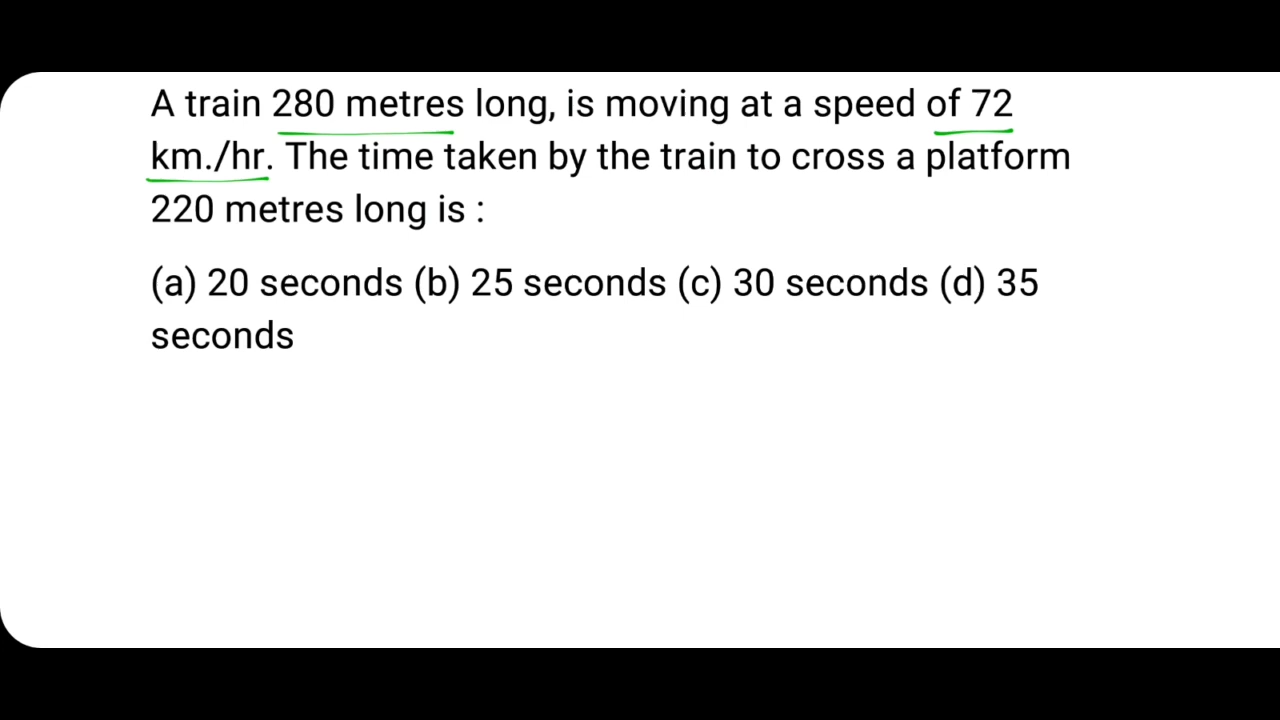 A train 280 metres long, is moving at a speed of 72
km./hr. The time taken by the train to cross a platform
220 metres long is :
(a) 20 seconds (b) 25 seconds (c) 30 seconds (d) 35
seconds